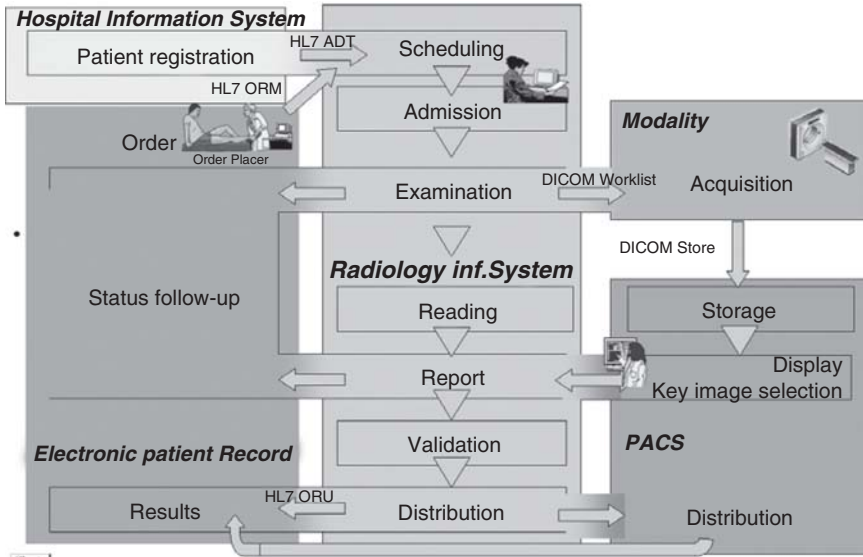 Hospital Information System
Patient registration
HL7 ADT
Scheduling
HL7 ORM
Order
Order Placer
Admission
Modality
Examination
DICOM Worklist
Acquisition
DICOM Store
Radiology inf.System
Status follow-up
Reading
Storage
Report
Display
Key image selection
Electronic patient Record
Validation
PACS
Results
HL7 ORU
Distribution
Distribution